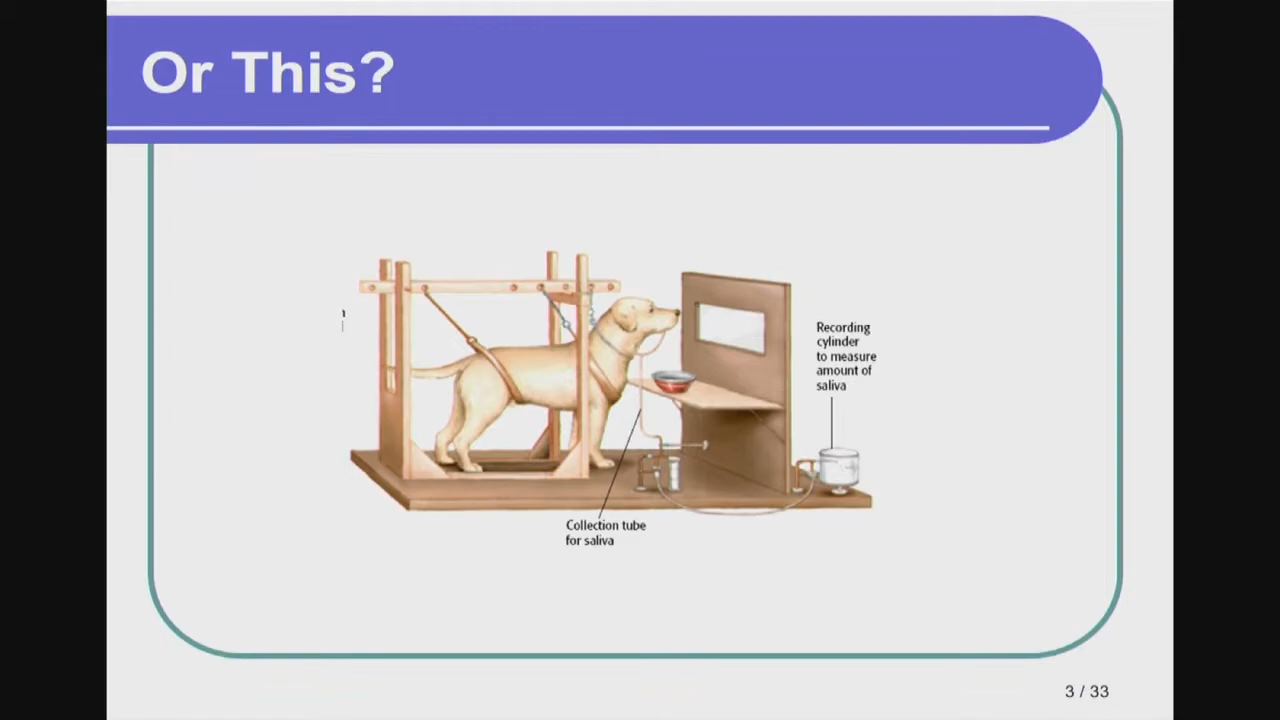 Or This?
Recording
cylinder
to measure
amount of
saliva
Collection tube
for saliva
3 / 33